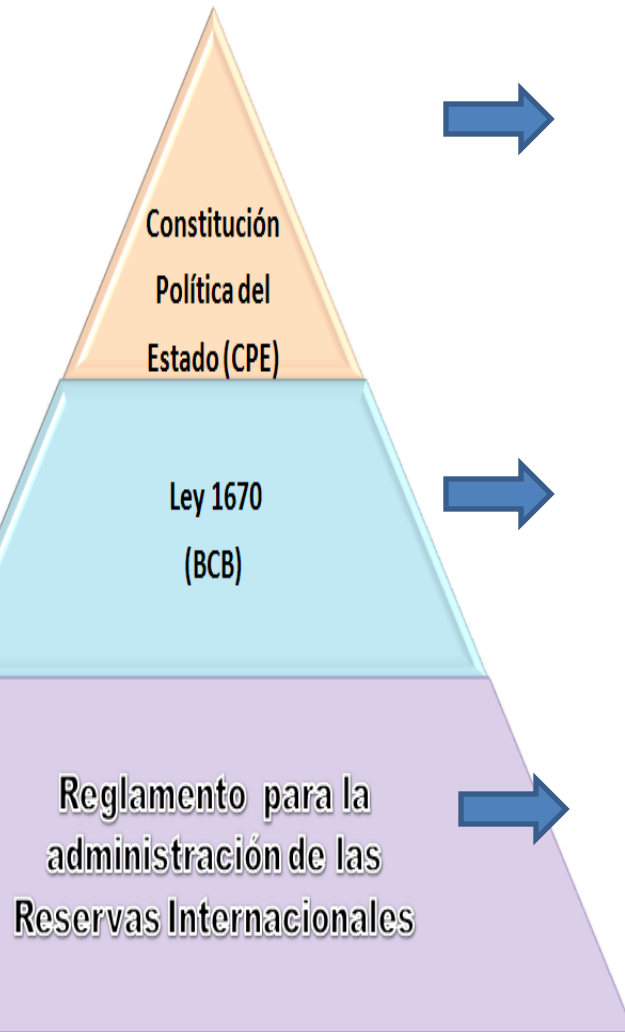 Constitución
Política del
Estado (CPE)
Ley 1670
(BCB)
Reglamento para la
administración de las
Reservas Internacionales